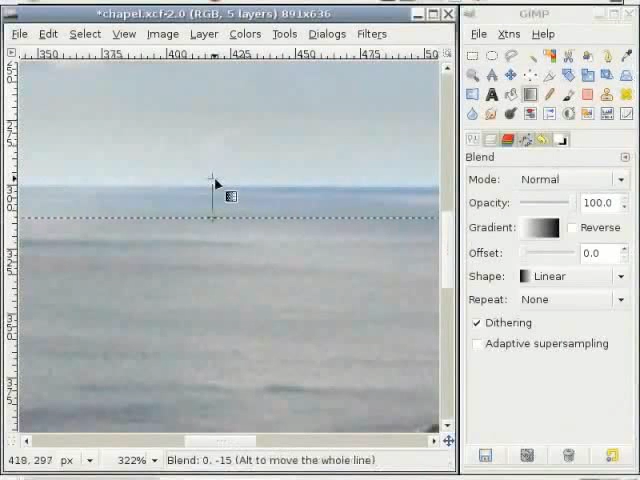 *chapel.xcf-2.0 (RGB, 5 layers) 891x636
GIMP
File Edit Select View Image Layer Colors Tools Dialogs Filters
File Xtns Help
350 375 400 425 450 475 50
Blend
Mode: Normal
Opacity: 100.0
Gradient: Reverse
Offset: 0.0
Shape: Linear
Repeat: None
Dithering
Adaptive supersampling
418, 297 px 322% Blend: 0, -15 (Alt to move the whole line)